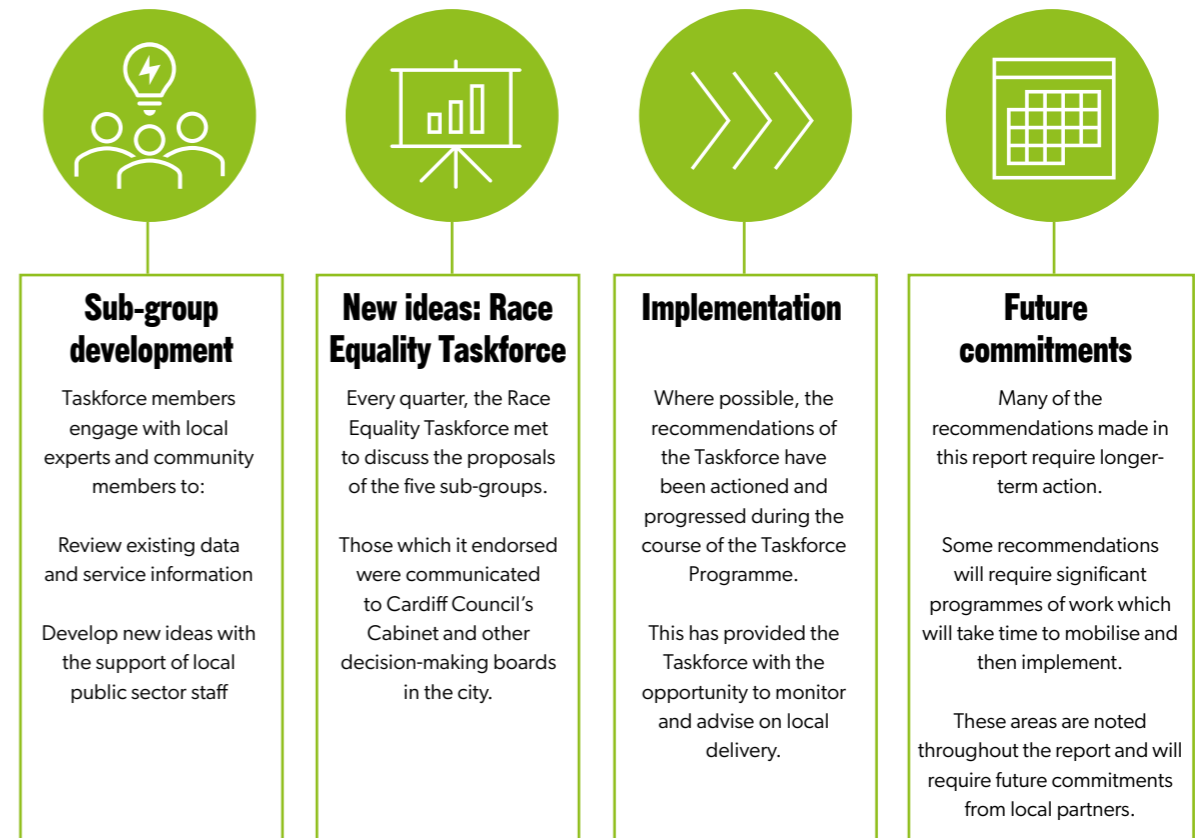 Sub-group
development
Taskforce members
engage with local
experts and community
members to:
Review existing data
and service information
Develop new ideas with
the support of local
public sector staff
New ideas: Race
Equality Taskforce
Every quarter, the Race
Equality Taskforce met
to discuss the proposals
of the five sub-groups.
Those which it endorsed
were communicated
to Cardiff Council’s
Cabinet and other
decision-making boards
in the city.
Implementation
Where possible, the
recommendations of
the Taskforce have
been actioned and
progressed during the
course of the Taskforce
Programme.
This has provided the
Taskforce with the
opportunity to monitor
and advise on local
delivery.
Future
commitments
Many of the
recommendations made in
this report require longer-
term action.
Some recommendations
will require significant
programmes of work which
will take time to mobilise and
then implement.
These areas are noted
throughout the report and will
require future commitments
from local partners.